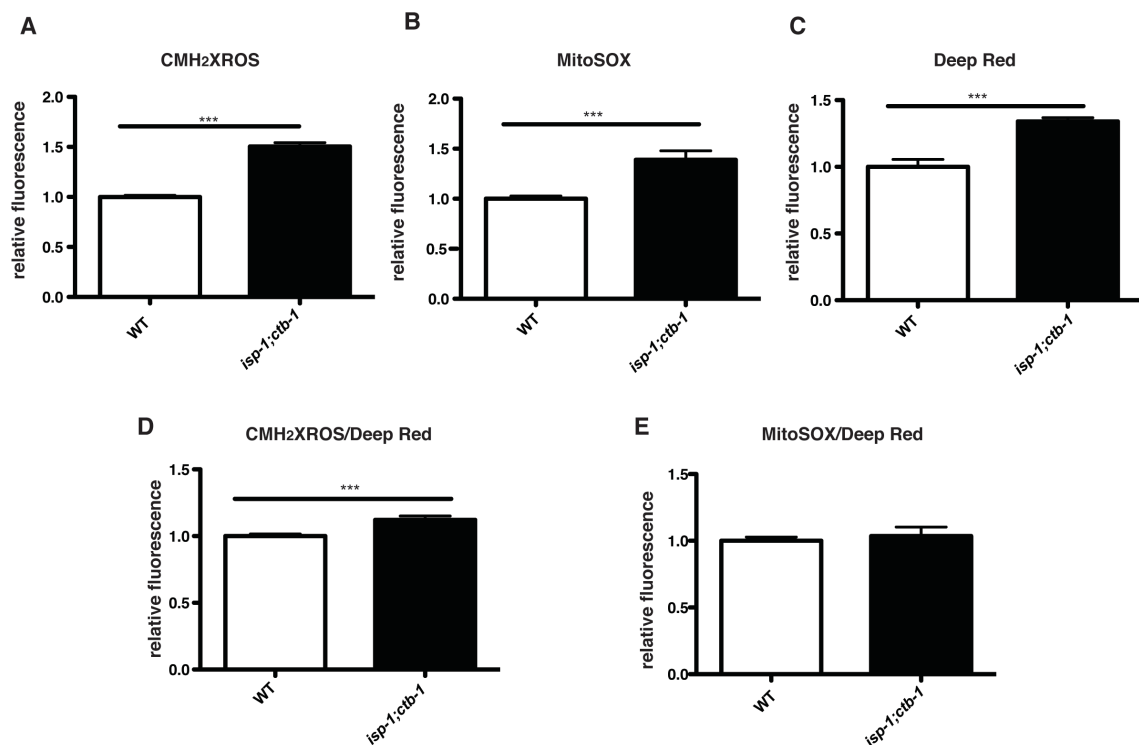 A
CMH2XROS
relative fluorescence
2.0
1.5
1.0
0.5
0.0
***
WT
isp-1;ctb-1
B
MitoSOX
relative fluorescence
2.0
1.5
1.0
0.5
0.0
***
WT
isp-1;ctb-1
C
Deep Red
relative fluorescence
1.5
1.0
0.5
0.0
***
WT
isp-1;ctb-1
D
CMH2XROS/Deep Red
relative fluorescence
1.5
1.0
0.5
0.0
***
WT
isp-1;ctb-1
E
MitoSOX/Deep Red
relative fluorescence
1.5
1.0
0.5
0.0
WT
isp-1;ctb-1